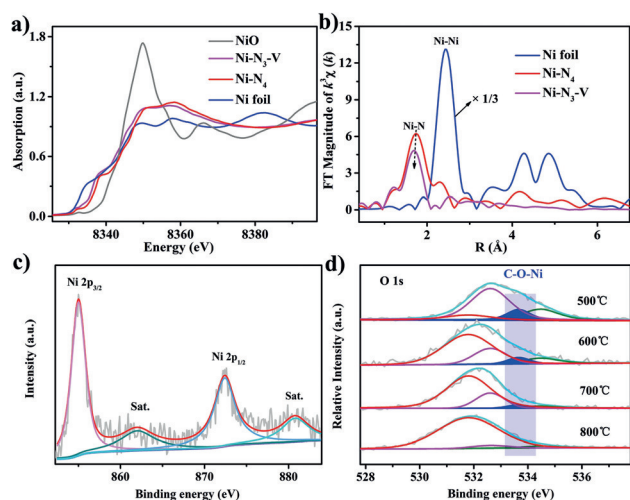 a)
NiO
Ni-N₃-V
Ni-N₄
Ni foil
Absorption (a.u.)
1.8
1.2
0.6
0.0
8340 8360 8380
Energy (eV)
b)
Ni-Ni
Ni foil
Ni-N₄
Ni-N₃-V
× 1/3
Ni-N
FT Magnitude of k³χ (k)
15
12
9
6
3
0
2 4 6
R (Å)
c)
Ni 2p₃/₂
Ni 2p₁/₂
Sat.
Sat.
Intensity (a.u.)
860 870 880
Binding energy (eV)
d)
C-O-Ni
O 1s
500℃
600℃
700℃
800℃
Relative Intensity (a.u.)
528 530 532 534 536
Binding energy (eV)